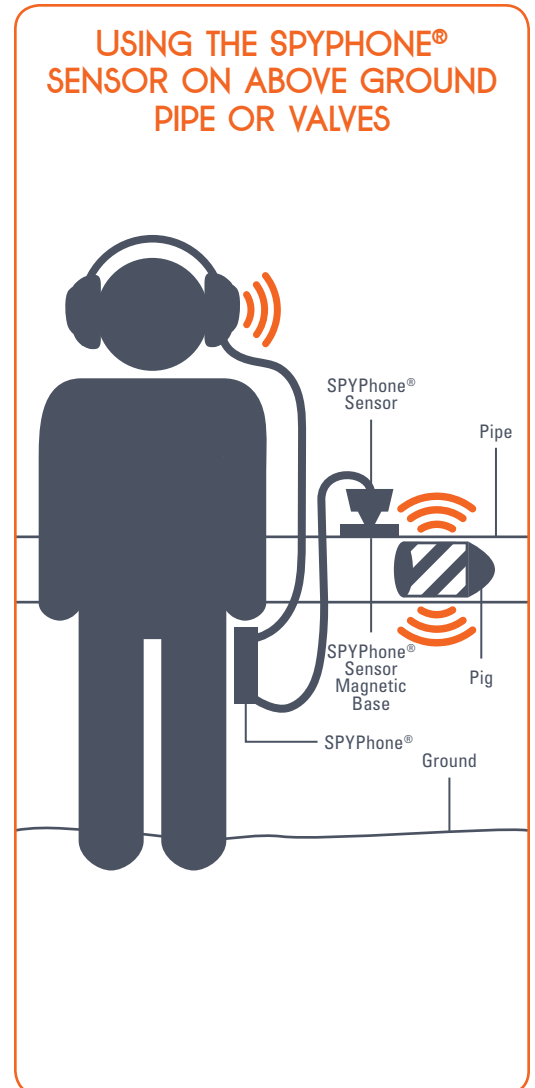 USING THE SPYPHONE®
SENSOR ON ABOVE GROUND
PIPE OR VALVES
SPYPhone®
Sensor
Pipe
SPYPhone®
Sensor
Magnetic
Base
Pig
SPYPhone®
Ground